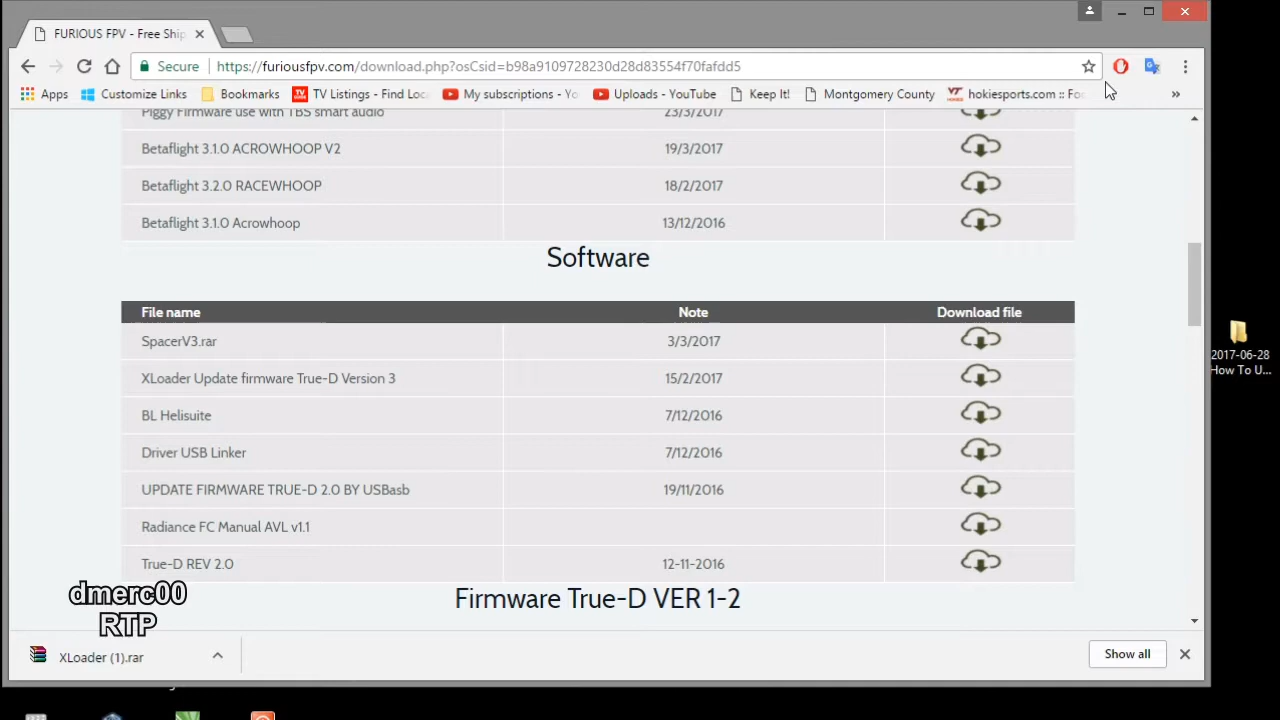 FURIOUS FPV - Free Ship
Secure
https://furiousfpv.com/download.php?osCsid=b98a9109728230d28d83554f70fafdd5
Apps
Customize Links
Bookmarks
TV Listings - Find Loca
My subscriptions - Yo
Uploads - YouTube
Keep It!
Montgomery County
hokiesports.com :: Foo
»
Piggy Firmware use with TBS smart audio 23/3/2017
Betaflight 3.1.0 ACROWHOOP V2 19/3/2017
Betaflight 3.2.0 RACEWHOOP 18/2/2017
Betaflight 3.1.0 Acrowhoop 13/12/2016
Software
File name Note Download file
SpacerV3.rar 3/3/2017
XLoader Update firmware True-D Version 3 15/2/2017
BL Helisuite 7/12/2016
Driver USB Linker 7/12/2016
UPDATE FIRMWARE TRUE-D 2.0 BY USBasb 19/11/2016
Radiance FC Manual AVL v1.1
True-D REV 2.0 12-11-2016
Firmware True-D VER 1-2
dmerc00
RTP
XLoader (1).rar
Show all
2017-06-28
How To U...